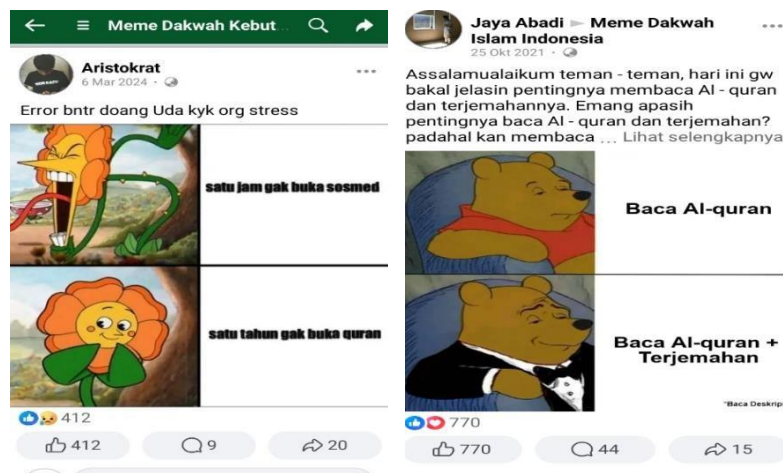 Meme Dakwah Kebut...
Aristokrat
6 Mar 2024 ·
Error bntr doang Uda kyk org stress
satu jam gak buka sosmed
satu tahun gak buka quran
412
412
9
20
Jaya Abadi ▶ Meme Dakwah
Islam Indonesia
25 Okt 2021 ·
Assalamualaikum teman - teman, hari ini gw
bakal jelasin pentingnya membaca Al - quran
dan terjemahannya. Emang apasih
pentingnya baca Al - quran dan terjemahan?
padahal kan membaca ... Lihat selengkapnya
Baca Al-quran
Baca Al-quran +
Terjemahan
"Baca Deskrip
770
770
44
15